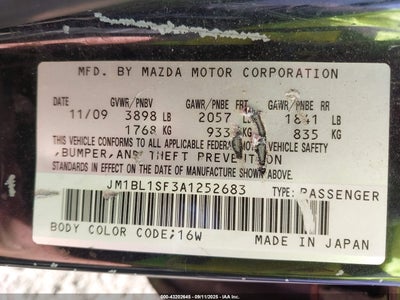 MFD. BY MAZDA MOTOR CORPORATION
GVWR/PNBV GAWR/PNBE FRT GAWR/PNBE RR
11/09 3898 LB 2057 LB 1841 LB
1768 KG 933 KG 835 KG
THIS VEHICLE CONFORMS TO ALL APPLICABLE FEDERAL MOTOR VEHICLE SAFETY
,BUMPER,AND THEFT PREVENTION
STANDARDS IN EFFECT ON THE DATE OF MANUFACTURE SHOWN ABOVE.
JM1BL1SF3A1252683 TYPE:PASSENGER
BODY COLOR CODE;16W MADE IN JAPAN
000-43202645 - 09/11/2025 - IAA, Inc.